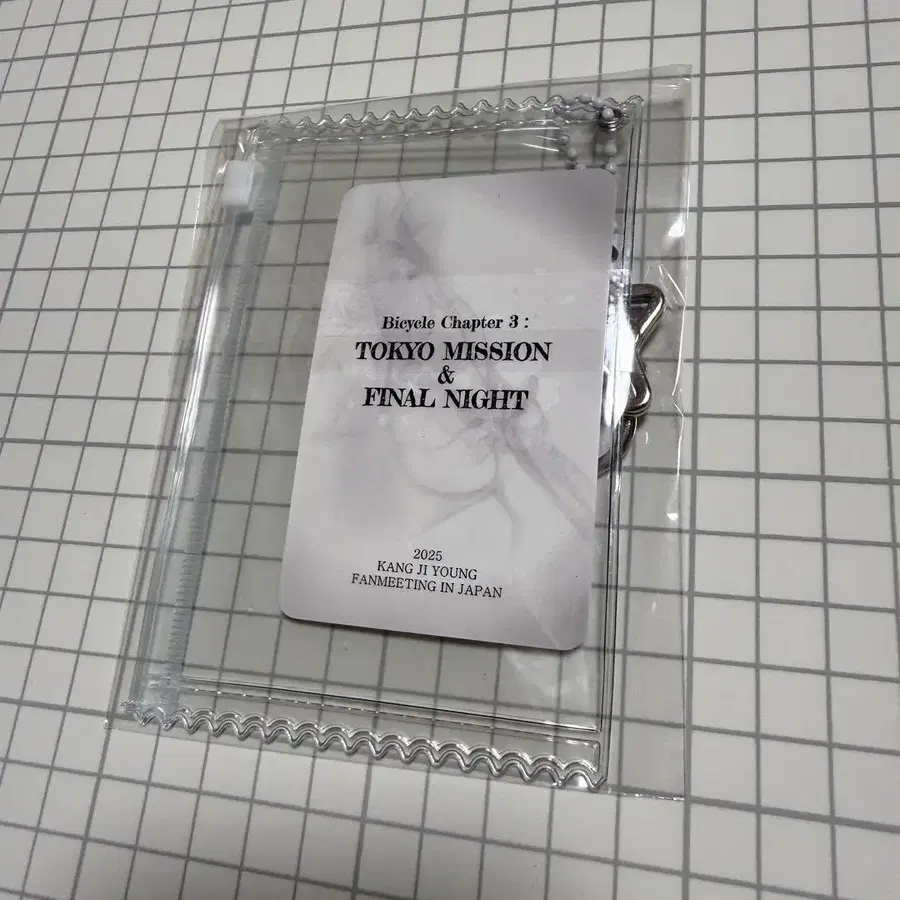 Bicycle Chapter 3 :
TOKYO MISSION
&
FINAL NIGHT
2025
KANG JI YOUNG
FANMEETING IN JAPAN